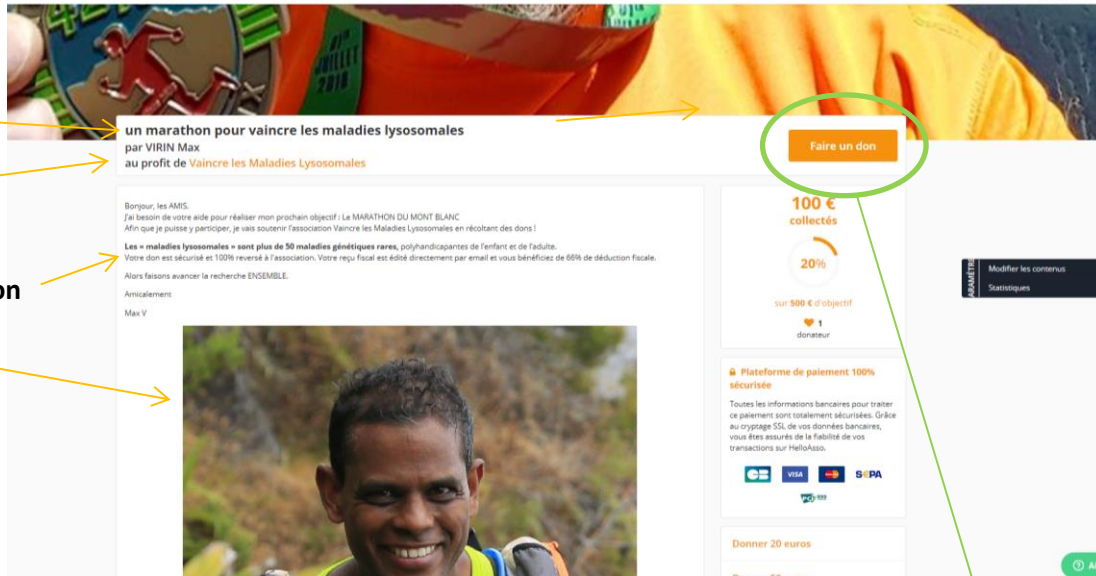 JUILLET
2018
un marathon pour vaincre les maladies lysosomales
par VIRIN Max
au profit de Vaincre les Maladies Lysosomales
Faire un don
Bonjour, les AMIS.
J'ai besoin de votre aide pour réaliser mon prochain objectif : Le MARATHON DU MONT BLANC
Afin que je puisse y participer, je vais soutenir l'association Vaincre les Maladies Lysosomales en récoltant des dons !
Les « maladies lysosomales » sont plus de 50 maladies génétiques rares, polyhandicapantes de l'enfant et de l'adulte.
Votre don est sécurisé et 100% reversé à l'association. Votre reçu fiscal est édité directement par email et vous bénéficiez de 66% de déduction fiscale.
Alors faisons avancer la recherche ENSEMBLE.
Amicalement
Max V
on
100 €
collectés
20%
sur 500 € d'objectif
1
donateur
Modifier les contenus
Statistiques
Plateforme de paiement 100%
sécurisée
Toutes les informations bancaires pour traiter
ce paiement sont totalement sécurisées. Grâce
au cryptage SSL de vos données bancaires,
vous êtes assurés de la fiabilité de vos
transactions sur HelloAsso.
CB VISA SEPA
PCI
Donner 20 euros